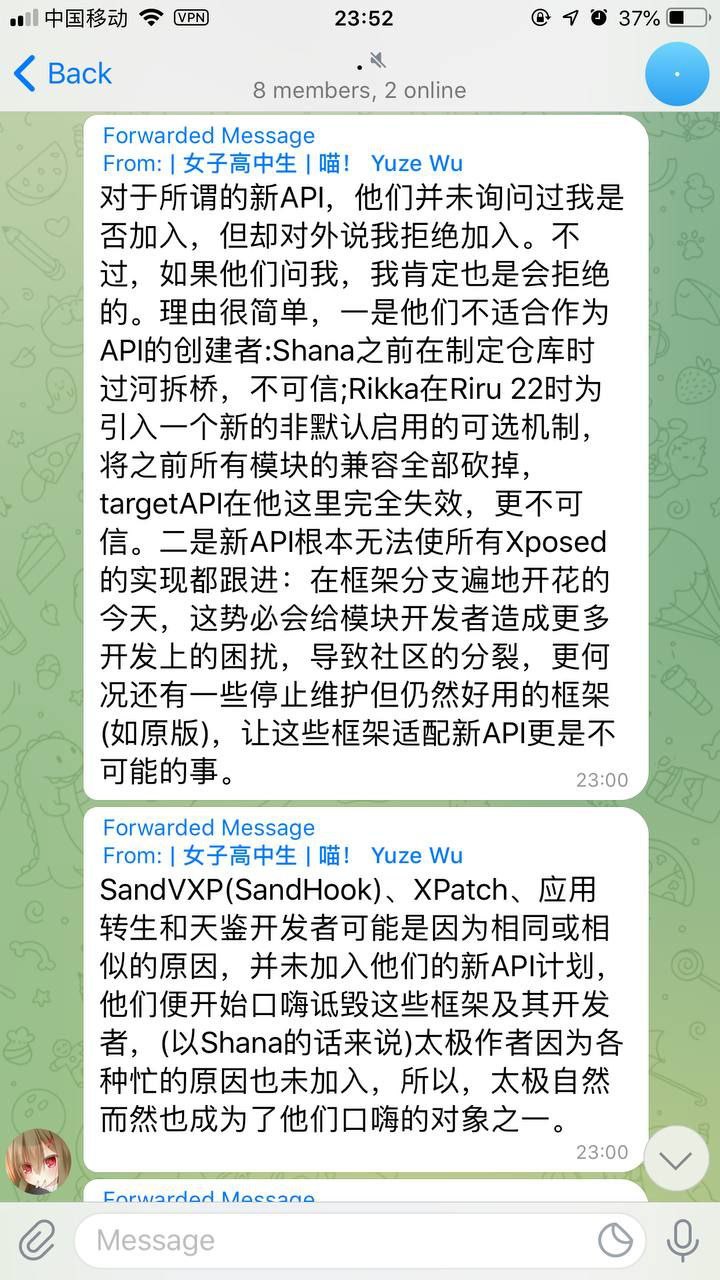 中国移动 VPN 23:52 37%
Back
.
8 members, 2 online
Forwarded Message
From: | 女子高中生 | 喵！ Yuze Wu
对于所谓的新API，他们并未询问过我是
否加入，但却对外说我拒绝加入。不
过，如果他们问我，我肯定也是会拒绝
的。理由很简单，一是他们不适合作为
API的创建者:Shana之前在制定仓库时
过河拆桥，不可信;Rikka在Riru 22时为
引入一个新的非默认启用的可选机制，
将之前所有模块的兼容全部砍掉，
targetAPI在他这里完全失效，更不可
信。二是新API根本无法使所有Xposed
的实现都跟进：在框架分支遍地开花的
今天，这势必会给模块开发者造成更多
开发上的困扰，导致社区的分裂，更何
况还有一些停止维护但仍然好用的框架
(如原版)，让这些框架适配新API更是不
可能的事。
23:00
Forwarded Message
From: | 女子高中生 | 喵！ Yuze Wu
SandVXP(SandHook)、XPatch、应用
转生和天鉴开发者可能是因为相同或相
似的原因，并未加入他们的新API计划，
他们便开始口嗨诋毁这些框架及其开发
者，(以Shana的话来说)太极作者因为各
种忙的原因也未加入，所以，太极自然
而然也成为了他们口嗨的对象之一。
23:00
Forwarded Message
Message